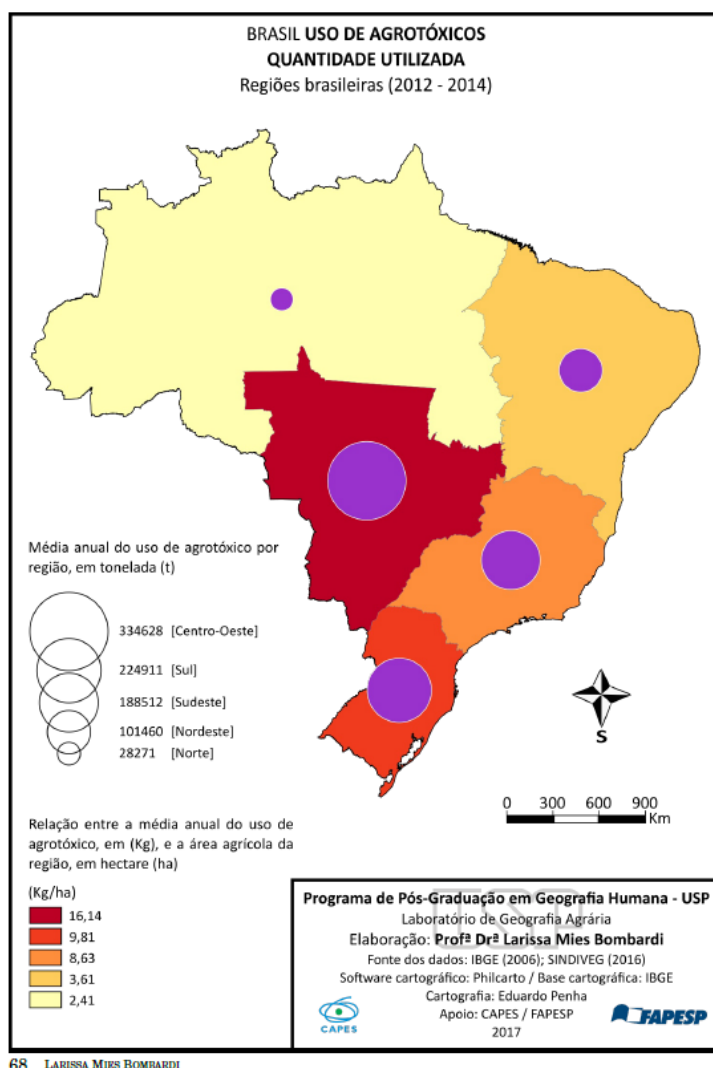 BRASIL USO DE AGROTÓXICOS
QUANTIDADE UTILIZADA
Regiões brasileiras (2012 - 2014)
Média anual do uso de agrotóxico por
região, em tonelada (t)
334628 [Centro-Oeste]
224911 [Sul]
188512 [Sudeste]
101460 [Nordeste]
28271 [Norte]
S
0 300 600 900
Km
Relação entre a média anual do uso de
agrotóxico, em (Kg), e a área agrícola da
região, em hectare (ha)
(Kg/ha)
16,14
9,81
8,63
3,61
2,41
USP
Programa de Pós-Graduação em Geografia Humana - USP
Laboratório de Geografia Agrária
Elaboração: Profª Drª Larissa Mies Bombardi
Fonte dos dados: IBGE (2006); SINDIVEG (2016)
Software cartográfico: Philcarto / Base cartográfica: IBGE
Cartografia: Eduardo Penha
Apoio: CAPES / FAPESP
2017
CAPES
FAPESP
68 LARISSA MIES BOMBARDI